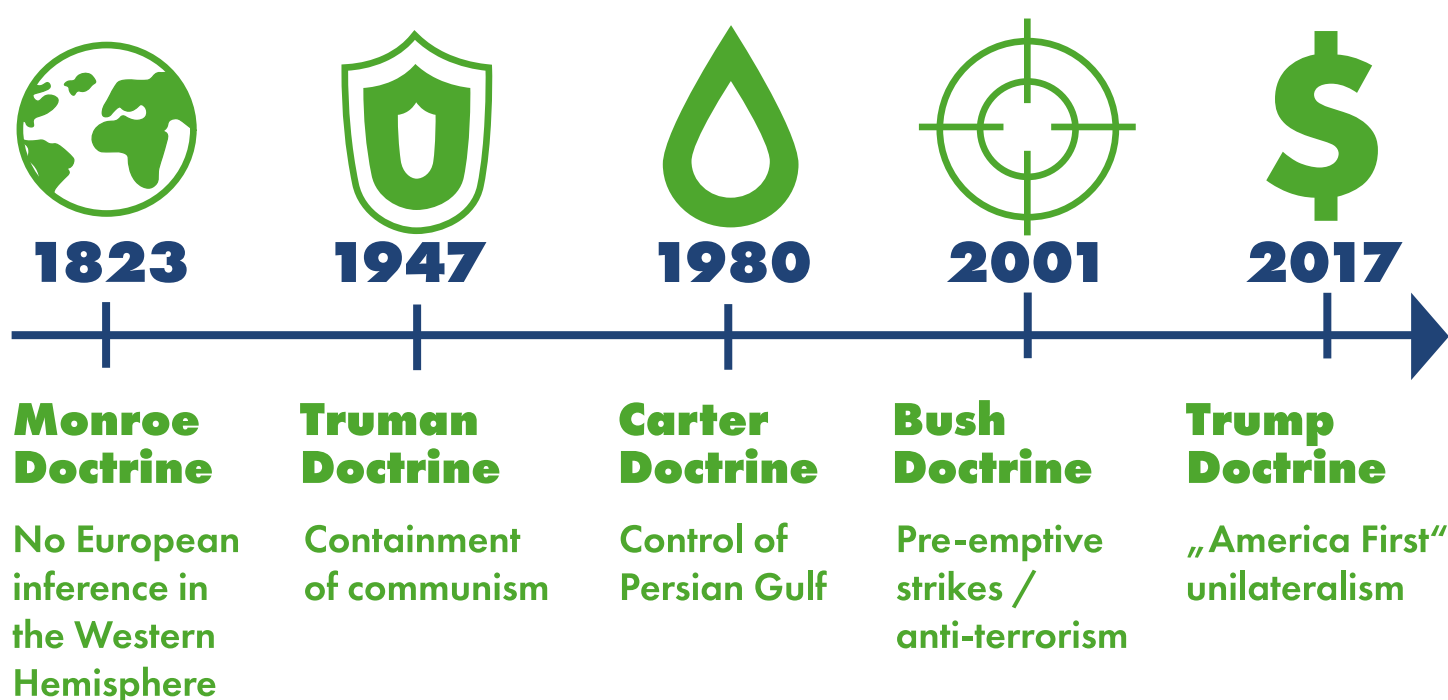 1823
1947
1980
2001
2017
Monroe
Doctrine
No European
inference in
the Western
Hemisphere
Truman
Doctrine
Containment
of communism
Carter
Doctrine
Control of
Persian Gulf
Bush
Doctrine
Pre-emptive
strikes /
anti-terrorism
Trump
Doctrine
„America First“
unilateralism